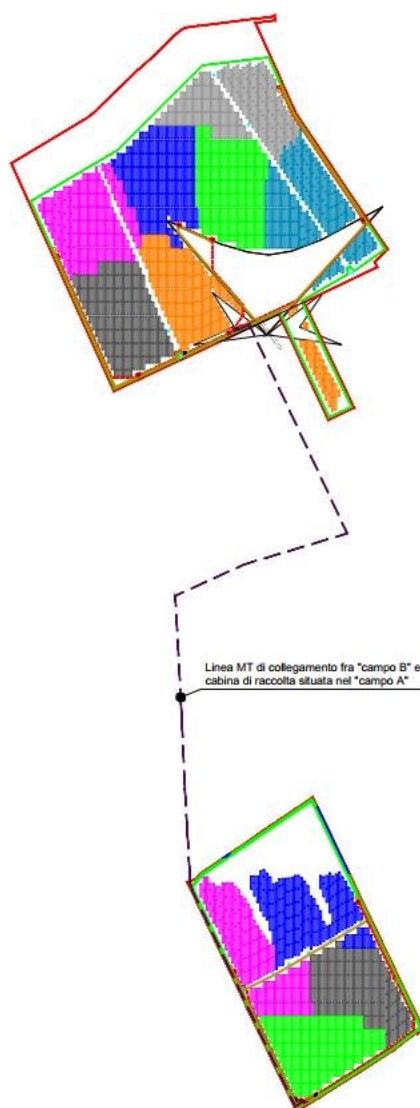 Linea MT di collegamento fra "campo B" e
cabina di raccolta situata nel "campo A"